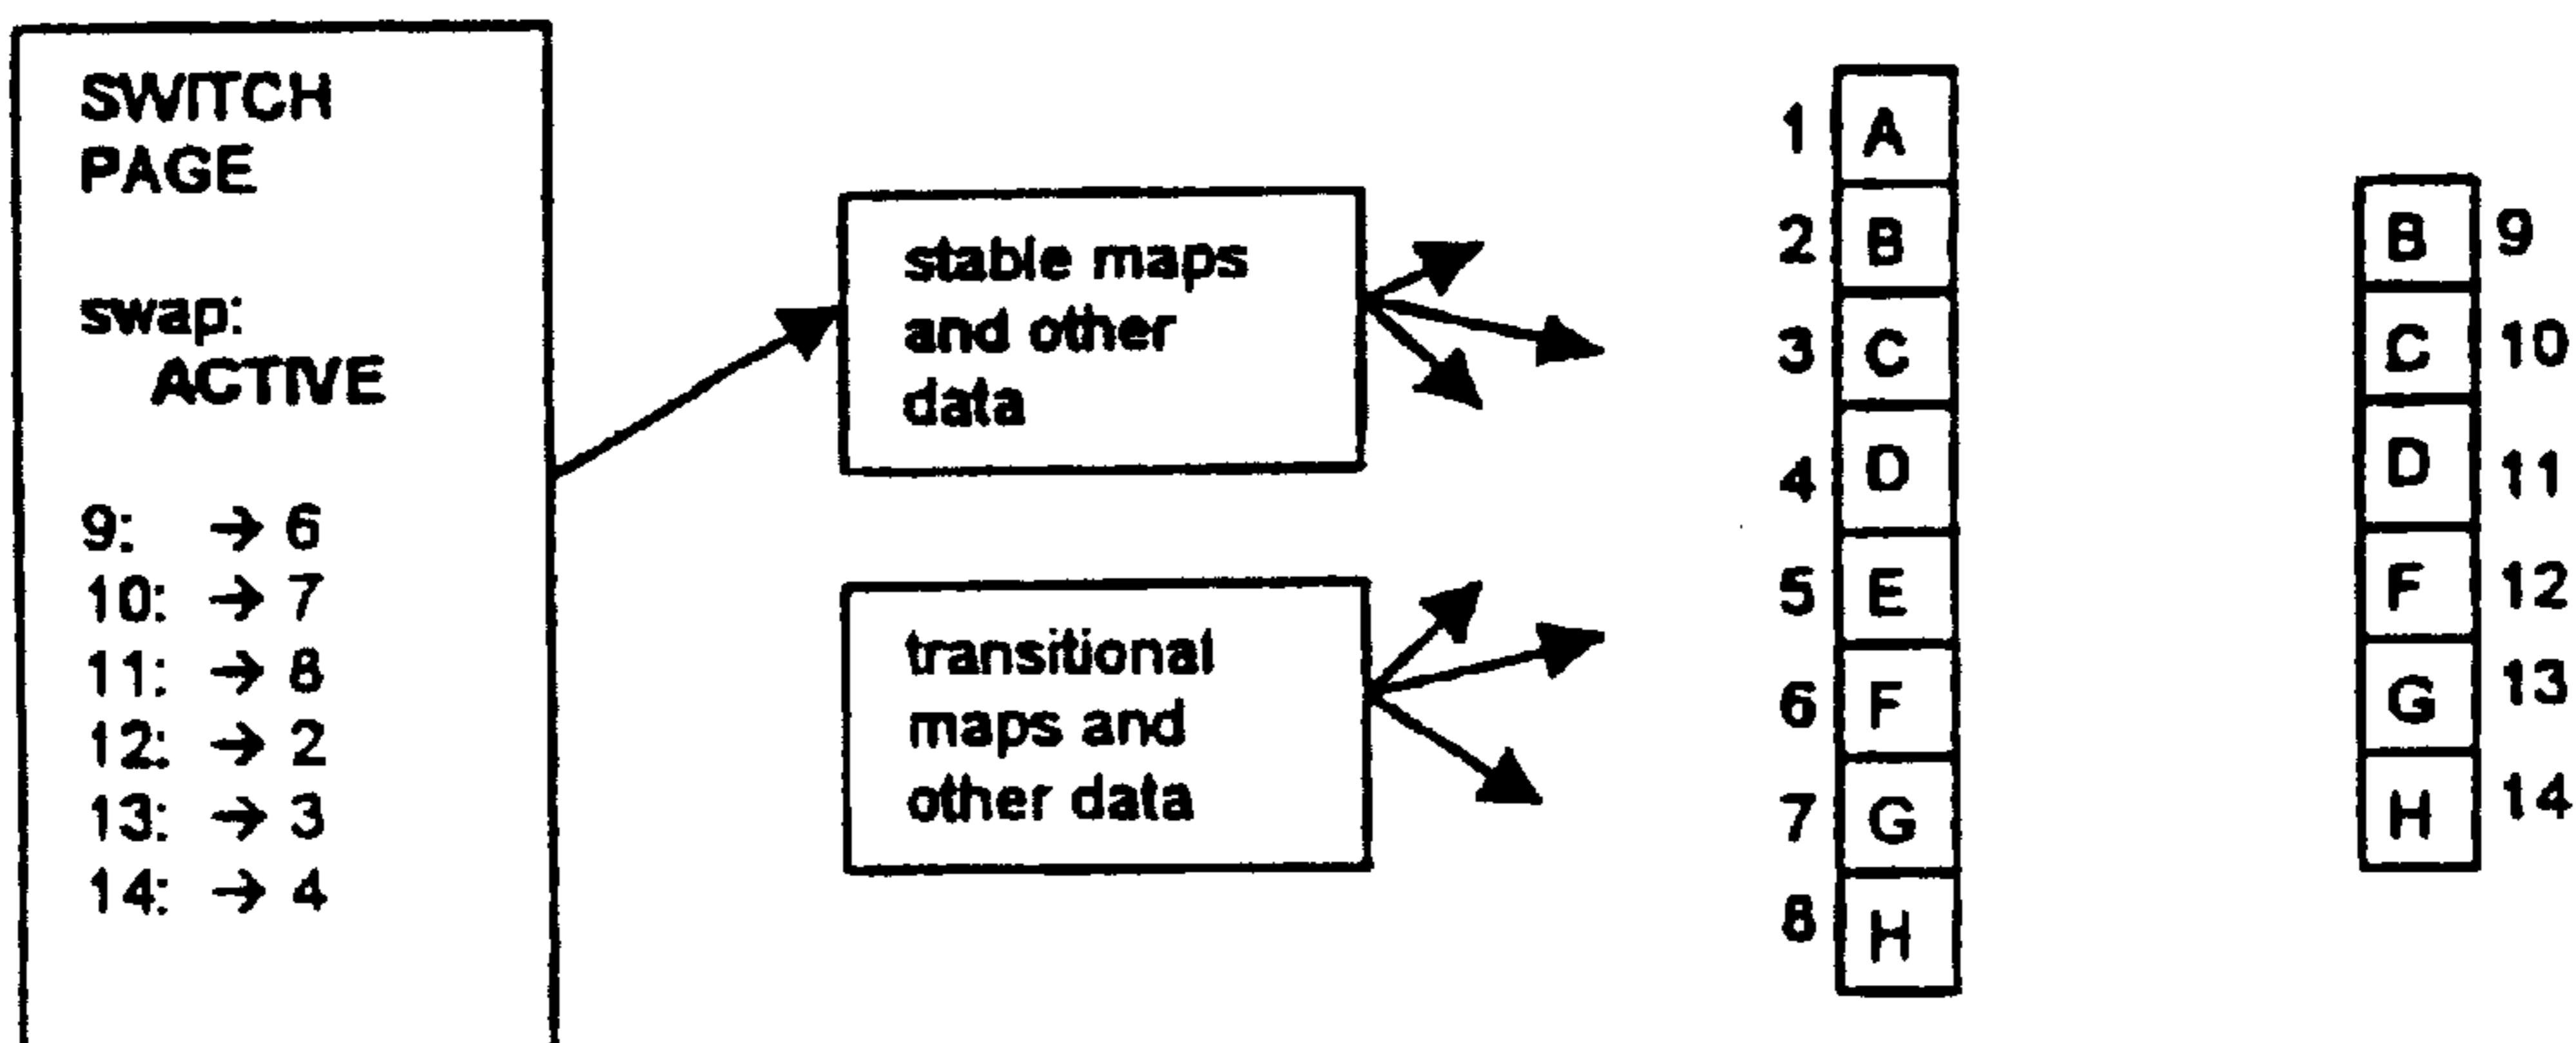 SWITCH
PAGE
swap:
ACTIVE
9: → 6
10: → 7
11: → 8
12: → 2
13: → 3
14: → 4
stable maps
and other
data
transitional
maps and
other data
1 A
2 B
3 C
4 D
5 E
6 F
7 G
8 H
B 9
C 10
D 11
F 12
G 13
H 14